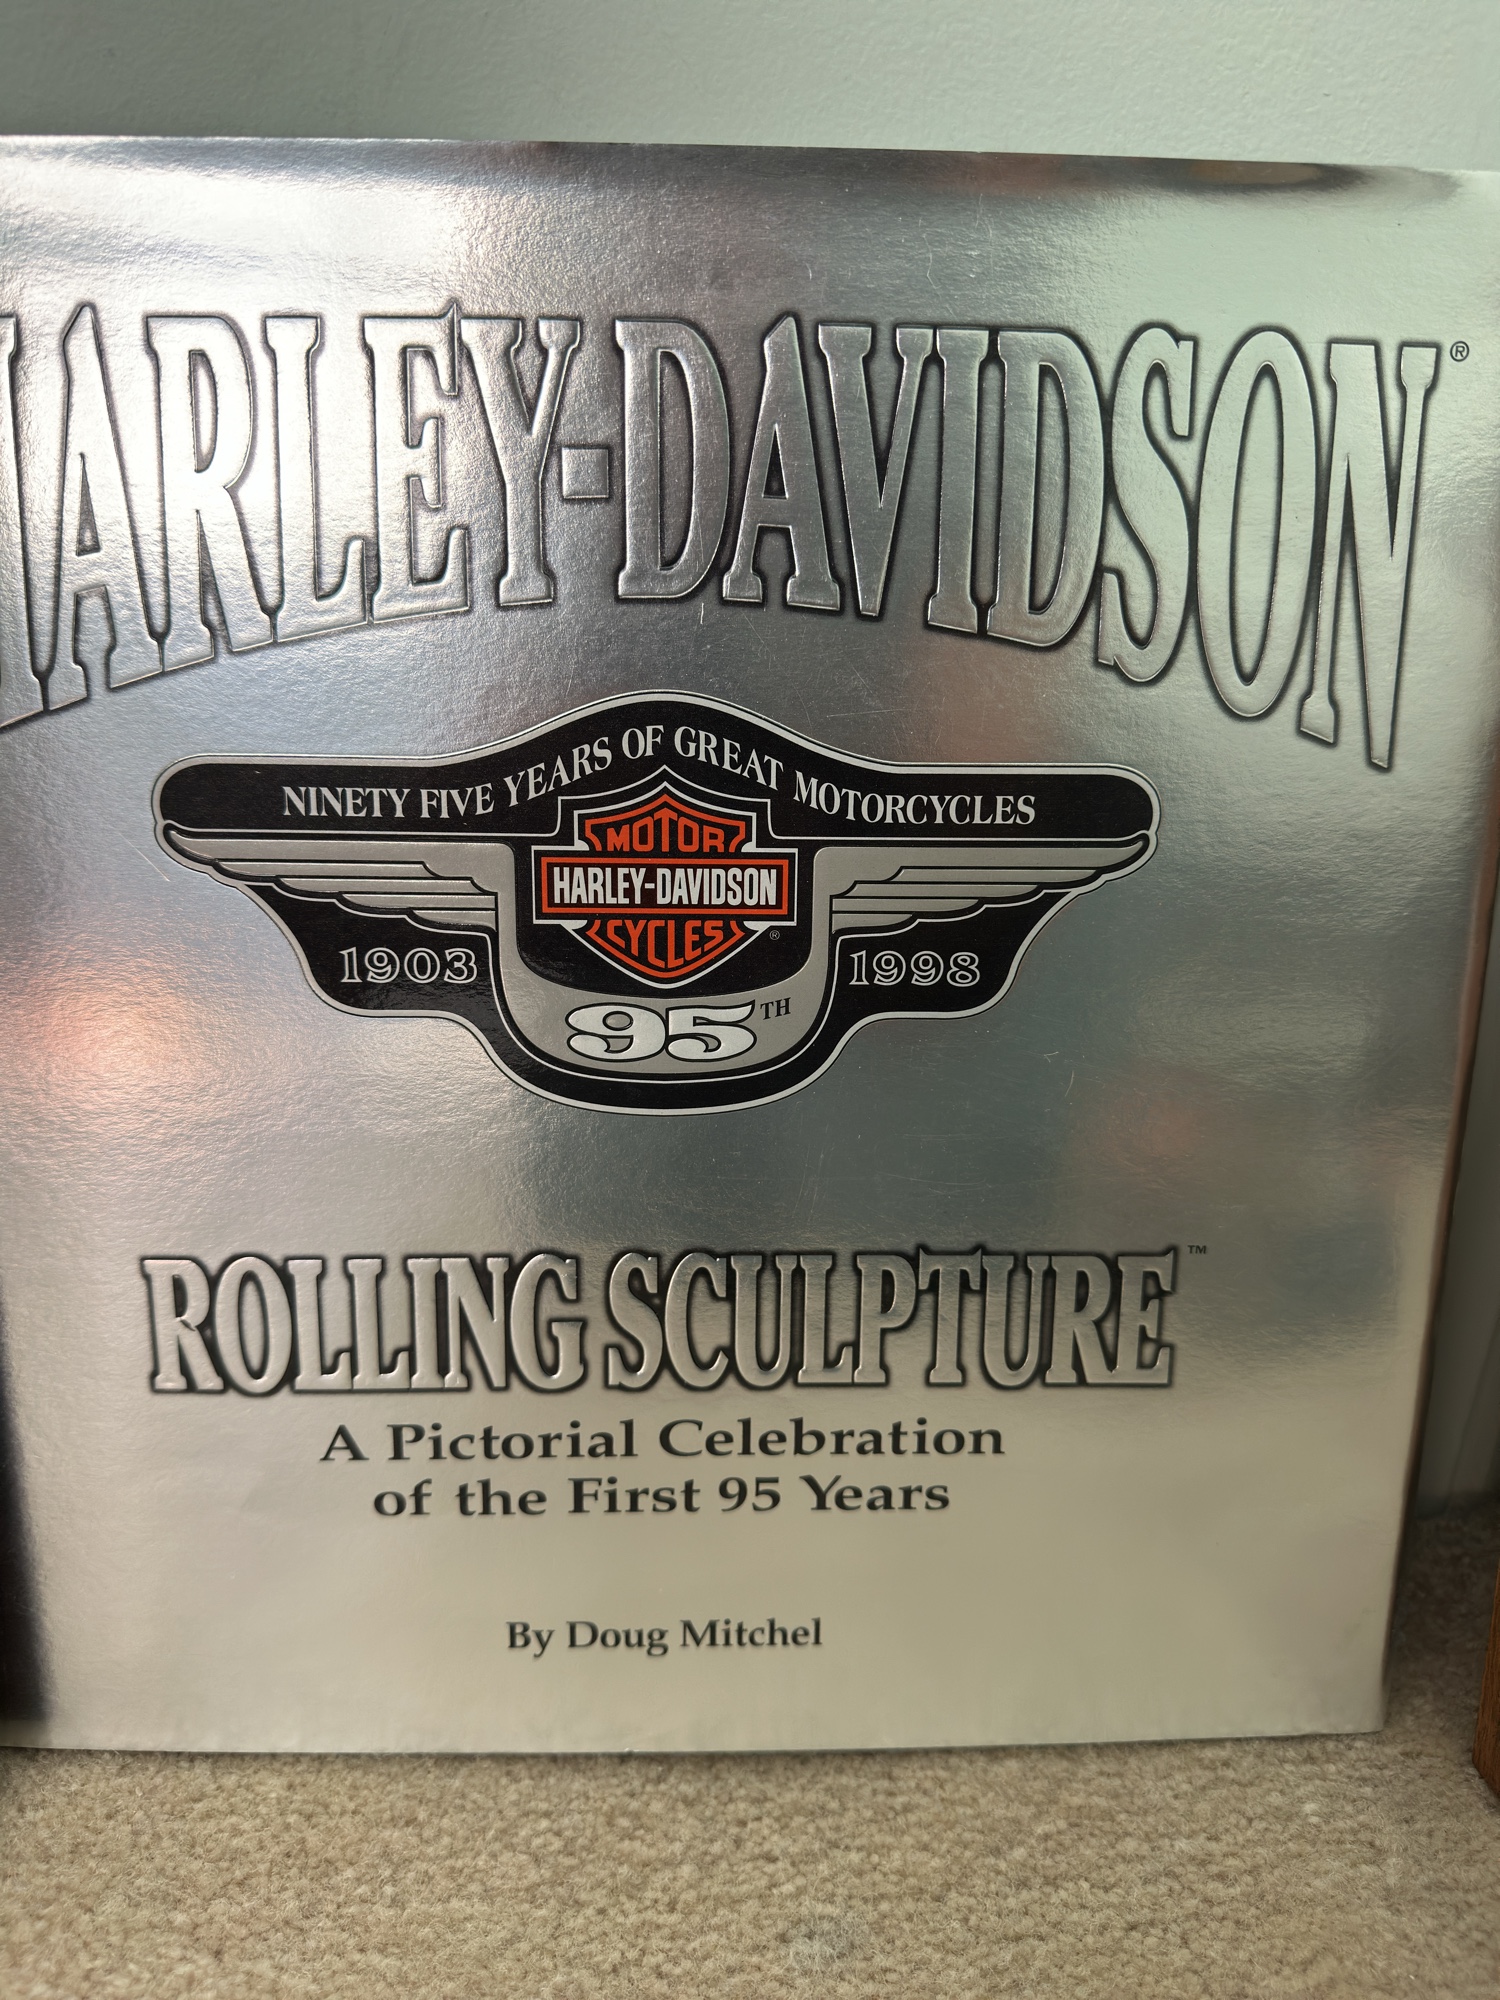 HARLEY-DAVIDSON®
NINETY FIVE YEARS OF GREAT MOTORCYCLES
MOTOR
HARLEY-DAVIDSON
CYCLES®
1903 1998
95TH
ROLLING SCULPTURE™
A Pictorial Celebration
of the First 95 Years
By Doug Mitchel